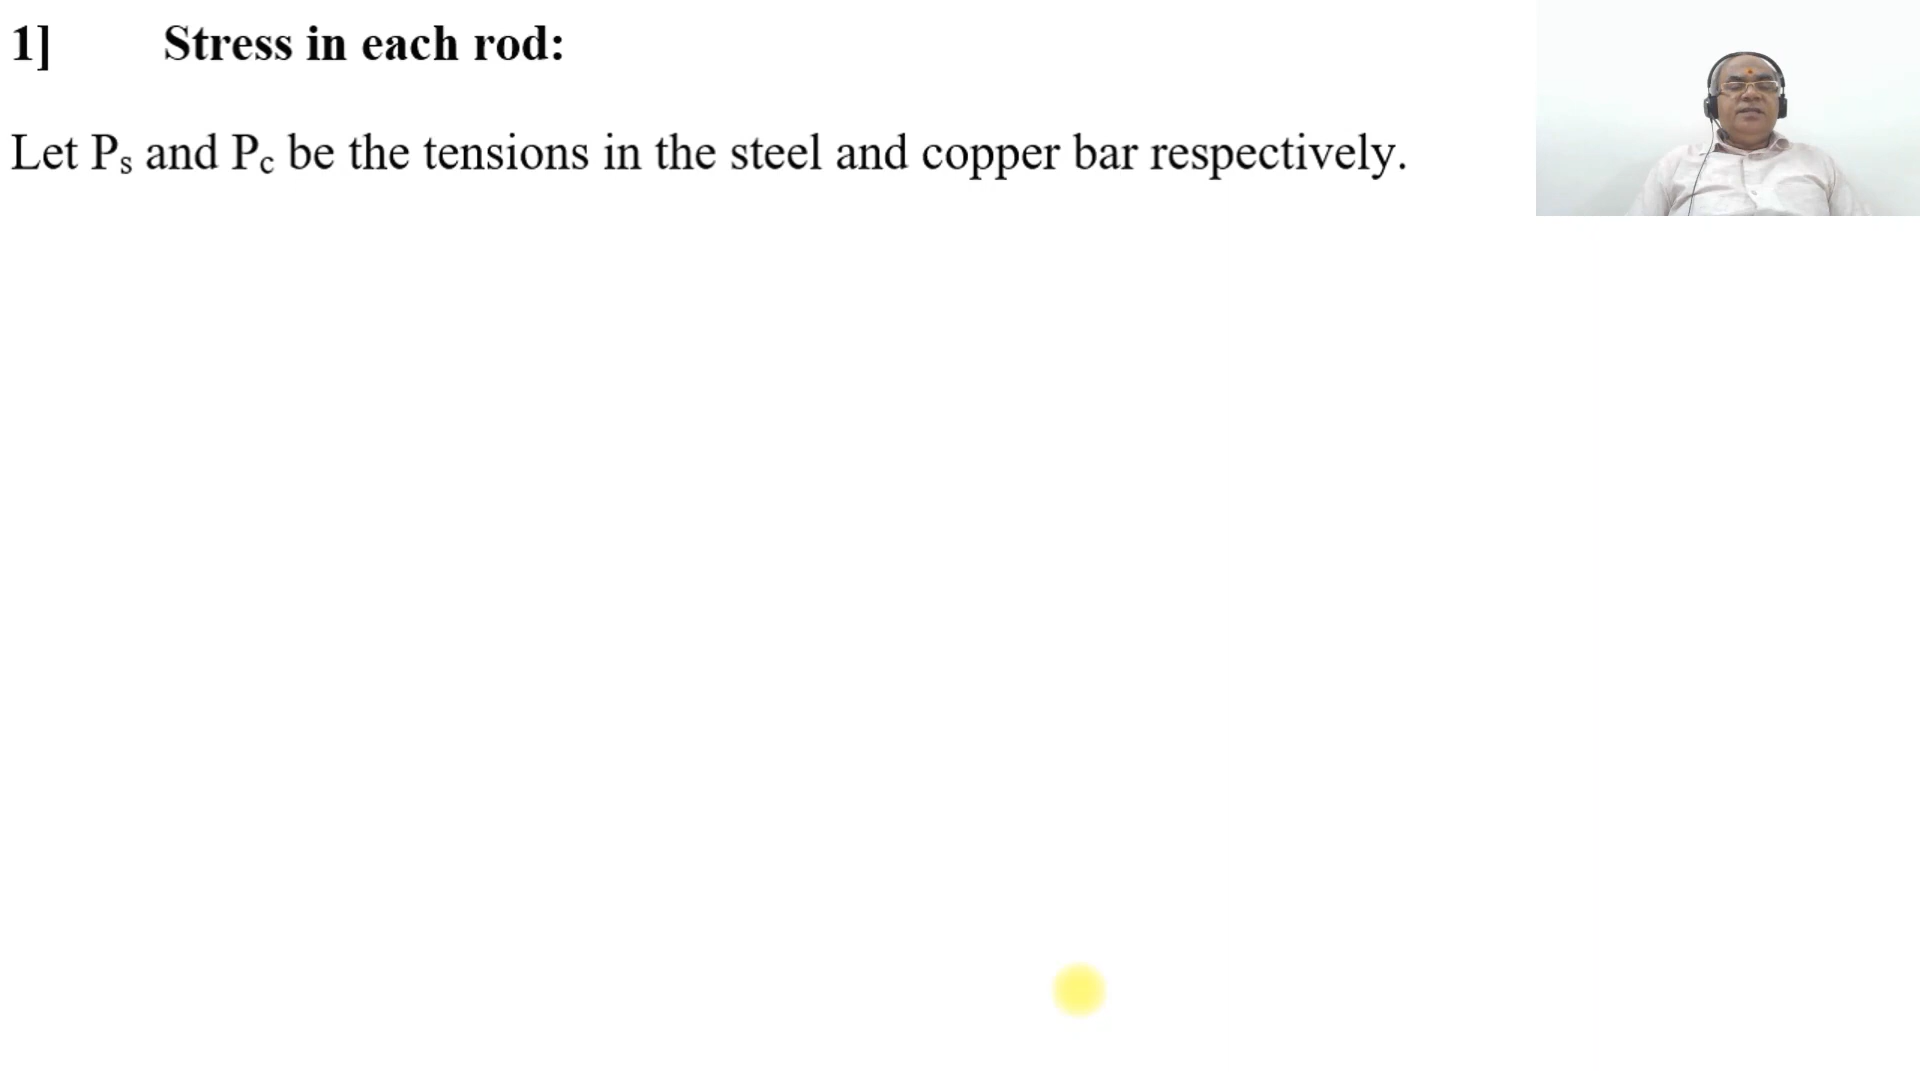 1] Stress in each rod:
Let Ps and Pc be the tensions in the steel and copper bar respectively.